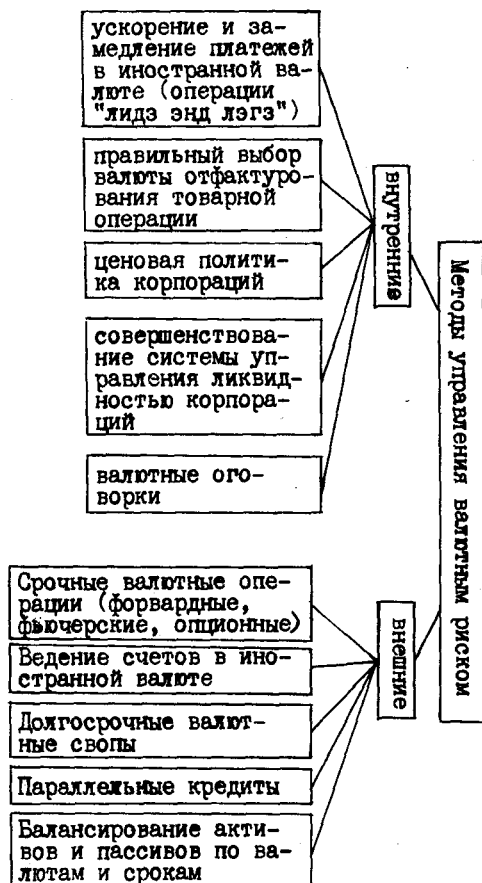 Методы управления валютным риском
внутренние
ускорение и за-
медление платежей
в иностранной ва-
люте (операции
"лидз энд лэгз")
правильный выбор
валюты отфактуро-
вания товарной
операции
ценовая полити-
ка корпораций
совершенствова-
ние системы уп-
равления ликвид-
ностью корпора-
ций
валютные ого-
ворки
внешние
Срочные валютные опе-
рации (форвардные,
фьючерские, опционные)
Ведение счетов в ино-
странной валюте
Долгосрочные валют-
ные свопы
Параллельные кредиты
Балансирование акти-
вов и пассивов по ва-
лютам и срокам